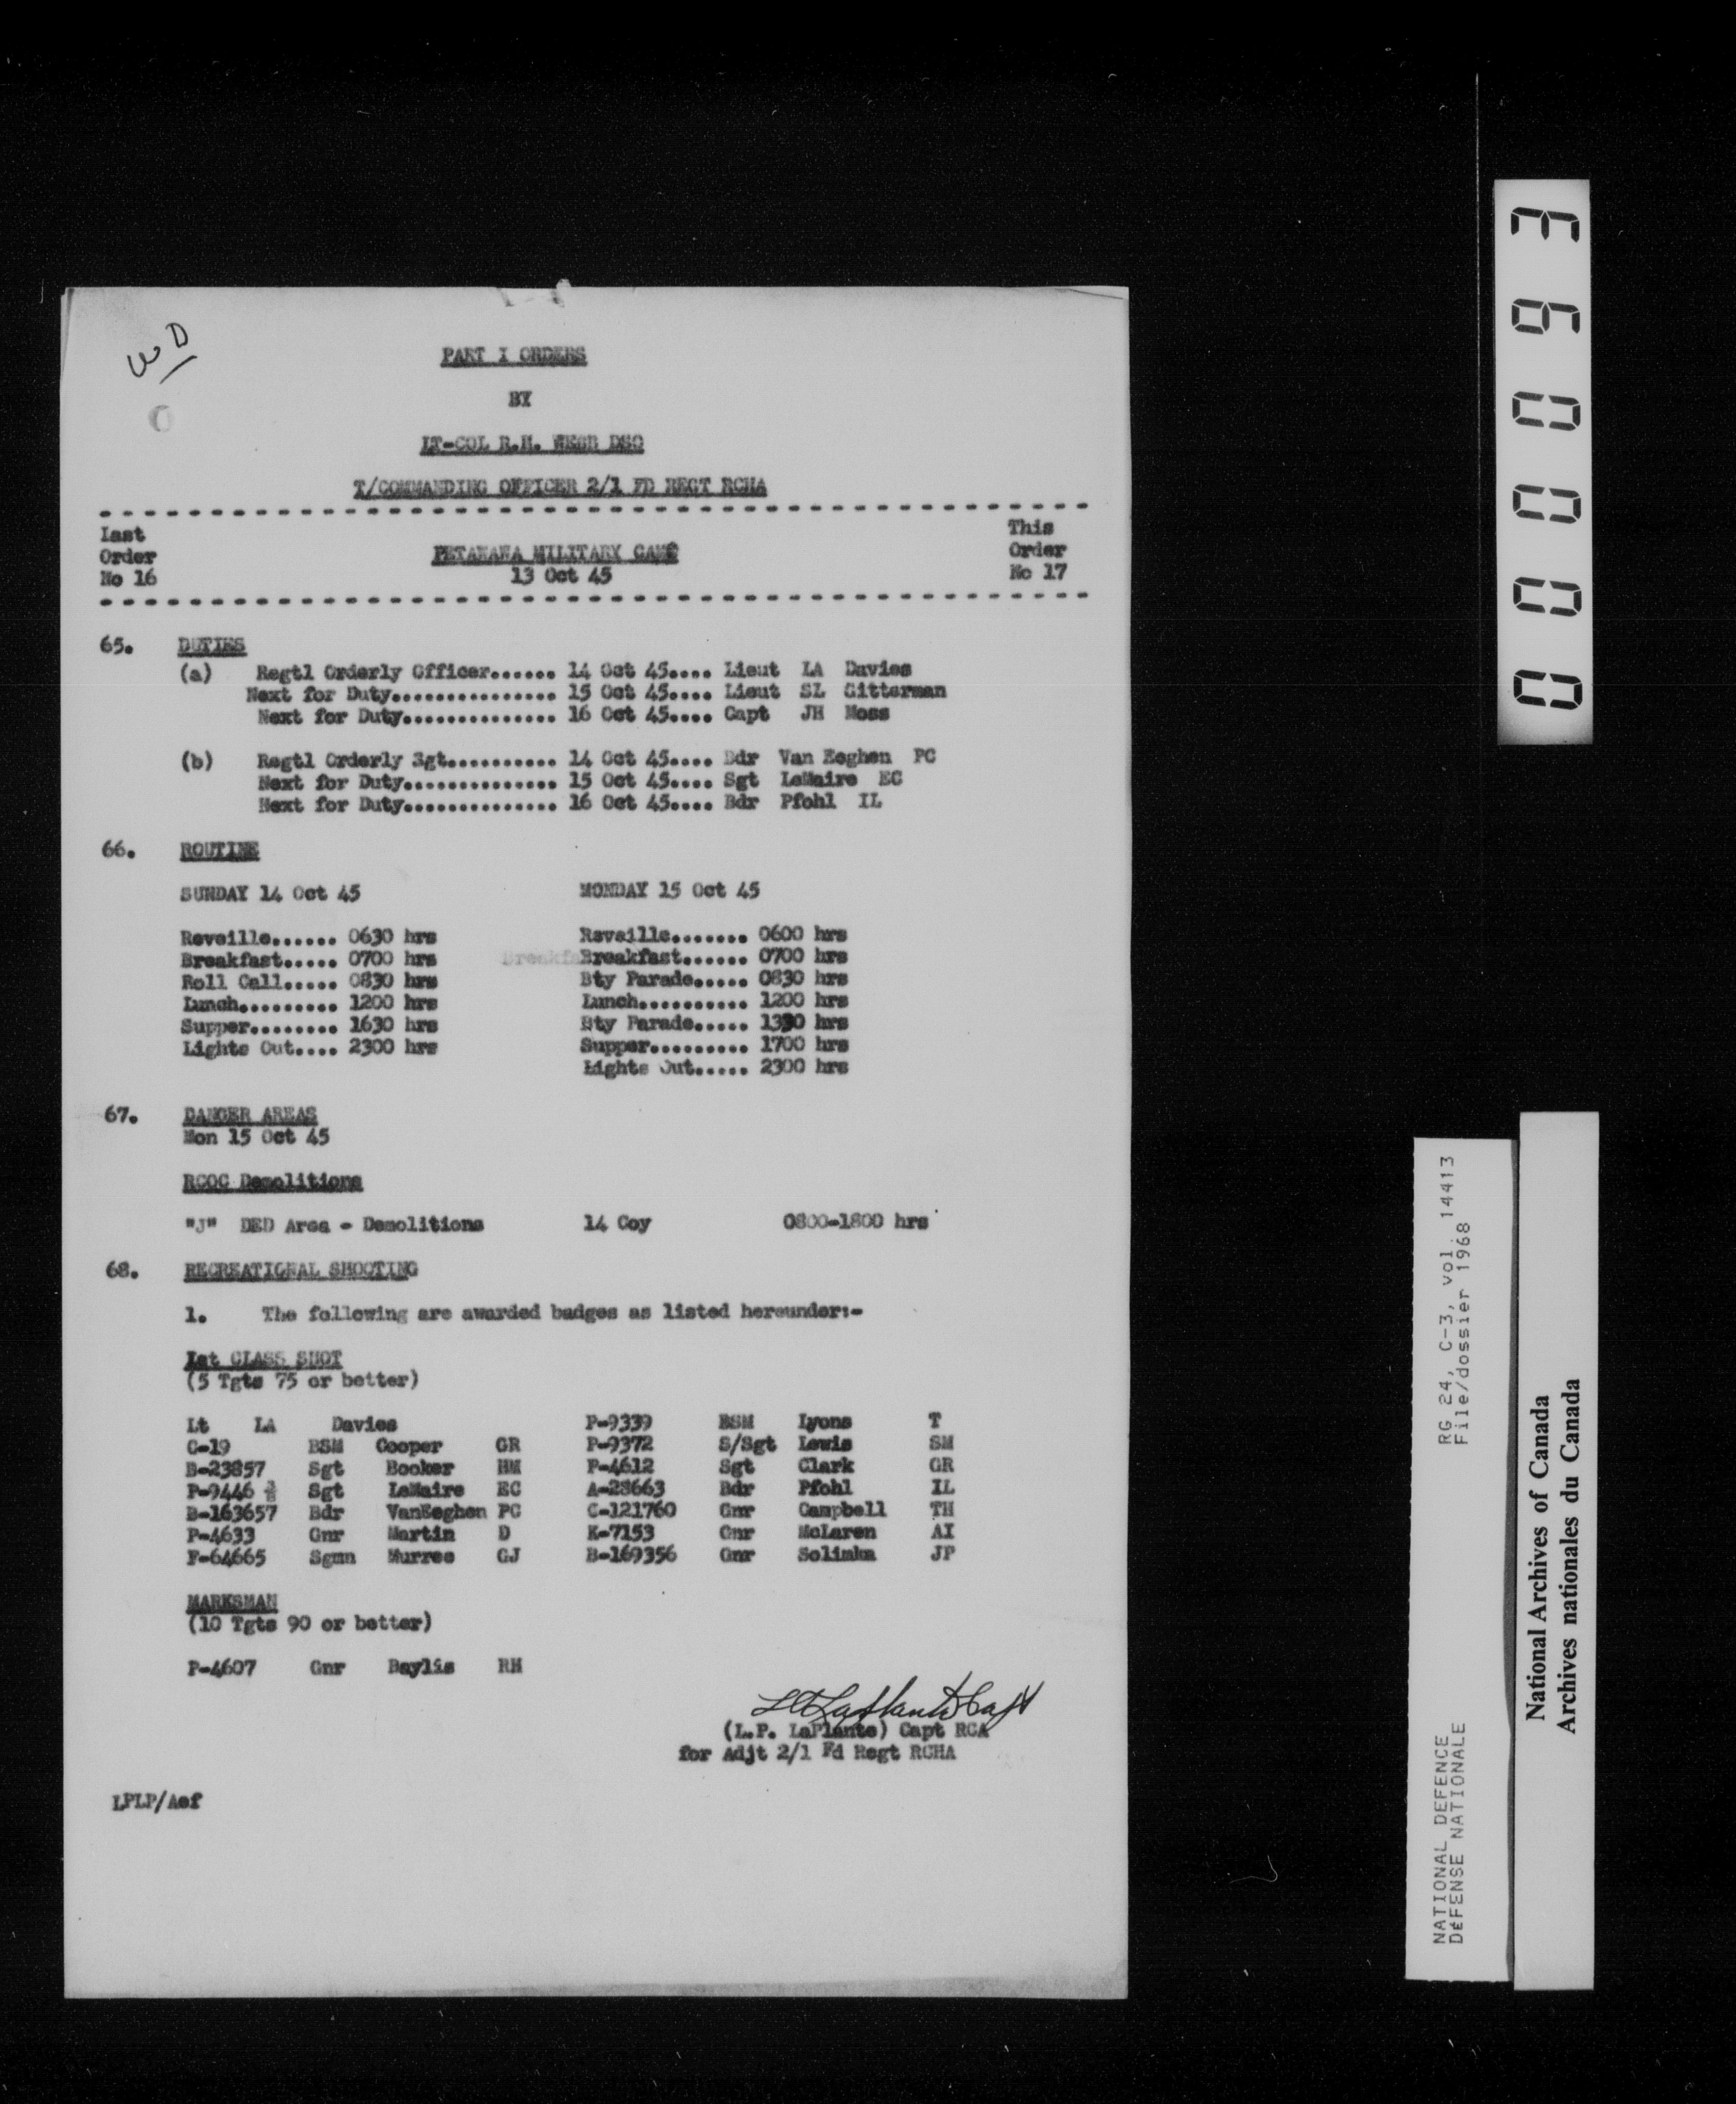 WD
PART I ORDERS
BY
LT-COL R.H. WEBB DSO
T/COMMANDING OFFICER 2/1 FD REGT RCHA
Last Order No 16
PETAWAWA MILITARY CAMP
13 Oct 45
This Order No 17
65. DUTIES
(a) Regtl Orderly Officer...... 14 Oct 45.... Lieut LA Davies
Next for Duty............... 15 Oct 45.... Lieut SL Gitterman
Next for Duty.............. 16 Oct 45.... Capt JH Moss
(b) Regtl Orderly Sgt.......... 14 Oct 45.... Bdr Van Eeghen PC
Next for Duty.............. 15 Oct 45.... Sgt LeMaire EC
Next for Duty.............. 16 Oct 45.... Bdr Pfohl IL
66. ROUTINE
SUNDAY 14 Oct 45
Reveille...... 0630 hrs
Breakfast..... 0700 hrs
Roll Call..... 0830 hrs
Lunch......... 1200 hrs
Supper........ 1630 hrs
Lights Out.... 2300 hrs
MONDAY 15 Oct 45
Reveille....... 0600 hrs
Breakfast...... 0700 hrs
Bty Parade..... 0830 hrs
Lunch.......... 1200 hrs
Bty Parade..... 1330 hrs
Supper......... 1700 hrs
Lights Out..... 2300 hrs
67. DANGER AREAS
Mon 15 Oct 45
RCOC Demolitions
"J" DED Area - Demolitions 14 Coy 0800-1800 hrs
68. RECREATIONAL SHOOTING
1. The following are awarded badges as listed hereunder:-
1st CLASS SHOT
(5 Tgts 75 or better)
Lt LA Davies P-9339 BSM Lyons T
C-19 BSM Cooper GR P-9372 S/Sgt Lewis SM
B-23857 Sgt Booker HM P-4612 Sgt Clark GR
P-9446 Sgt LeMaire EC A-28663 Bdr Pfohl IL
B-163657 Bdr VanEeghen PC C-121760 Gnr Campbell TH
P-4633 Gnr Martin D K-7153 Gnr McLaren AI
F-64665 Sgmn Murree GJ B-169356 Gnr Solimka JP
MARKSMAN
(10 Tgts 90 or better)
P-4607 Gnr Baylis RH
LP LaPlante Capt
(L.P. LaPlante) Capt RCA
for Adjt 2/1 Fd Regt RCHA
LPLP/Aef
000093
RG 24, C-3, vol. 14413
File/dossier 1968
NATIONAL DEFENCE
DÉFENSE NATIONALE
National Archives of Canada
Archives nationales du Canada